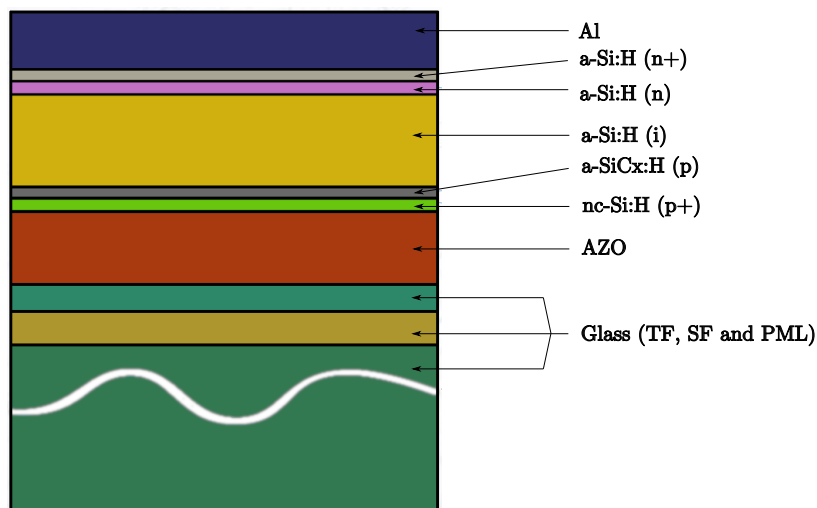 Al
a-Si:H (n+)
a-Si:H (n)
a-Si:H (i)
a-SiCx:H (p)
nc-Si:H (p+)
AZO
Glass (TF, SF and PML)